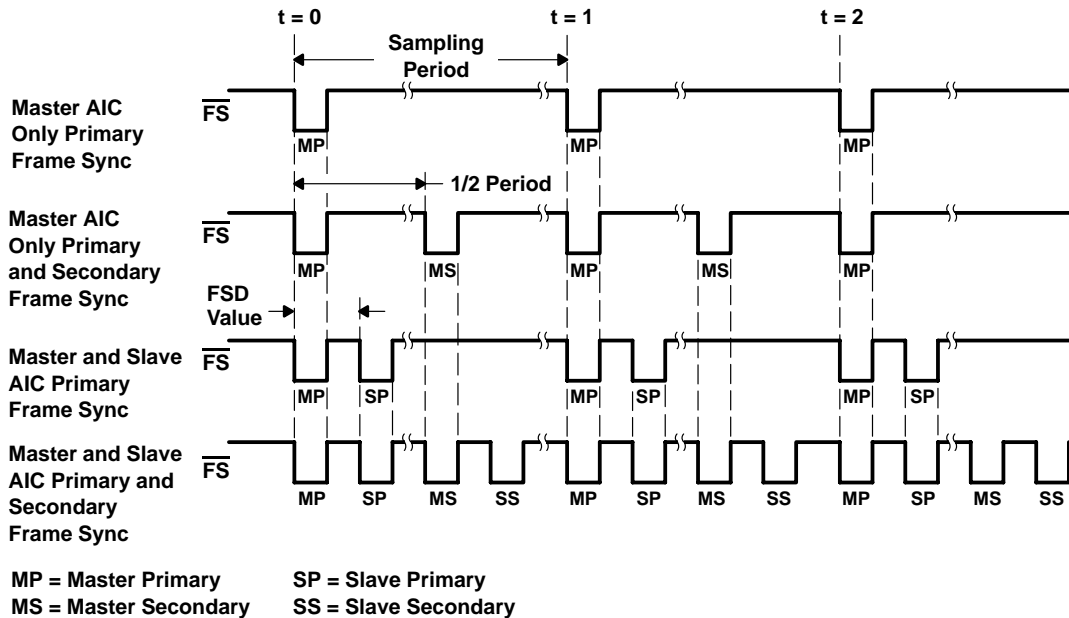 t = 0 t = 1 t = 2
Sampling
Period
Master AIC
Only Primary
Frame Sync
FS
MP MP MP
1/2 Period
Master AIC
Only Primary
and Secondary
Frame Sync
FS
MP MS MP MS MP
FSD
Value
Master and Slave
AIC Primary
Frame Sync
FS
MP SP MP SP MP SP
Master and Slave
AIC Primary and
Secondary
Frame Sync
FS
MP SP MS SS MP SP MS SS MP SP MS SS
MP = Master Primary SP = Slave Primary
MS = Master Secondary SS = Slave Secondary